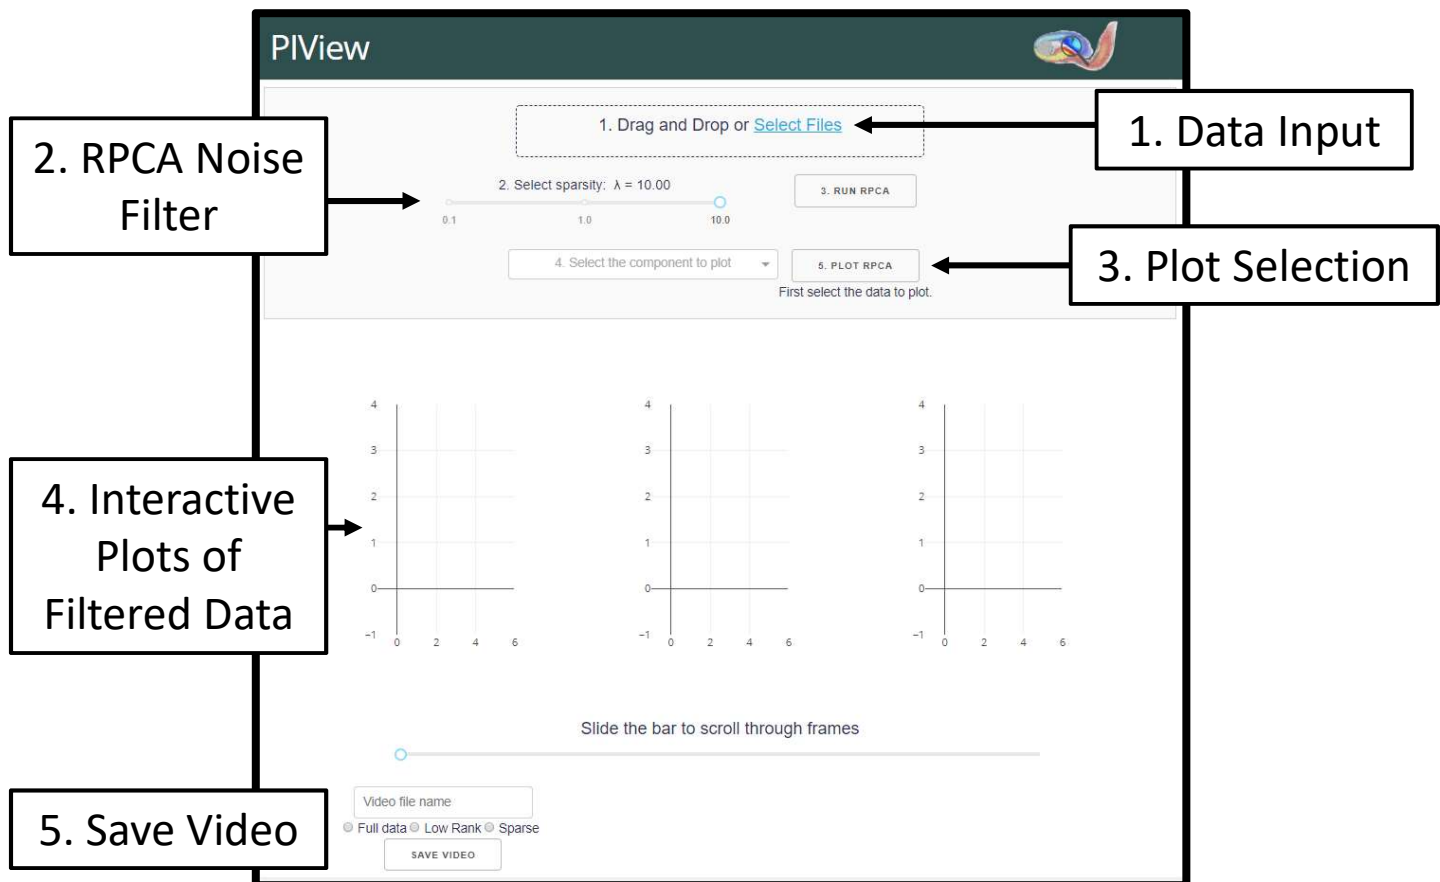 PIView
1. Drag and Drop or Select Files
1. Data Input
2. RPCA Noise
Filter
2. Select sparsity: λ = 10.00
0.1 1.0 10.0
3. RUN RPCA
4. Select the component to plot
5. PLOT RPCA
First select the data to plot.
3. Plot Selection
4. Interactive
Plots of
Filtered Data
4
3
2
1
0
−1
0 2 4 6
4
3
2
1
0
−1
0 2 4 6
4
3
2
1
0
−1
0 2 4 6
Slide the bar to scroll through frames
5. Save Video
Video file name
Full data Low Rank Sparse
SAVE VIDEO